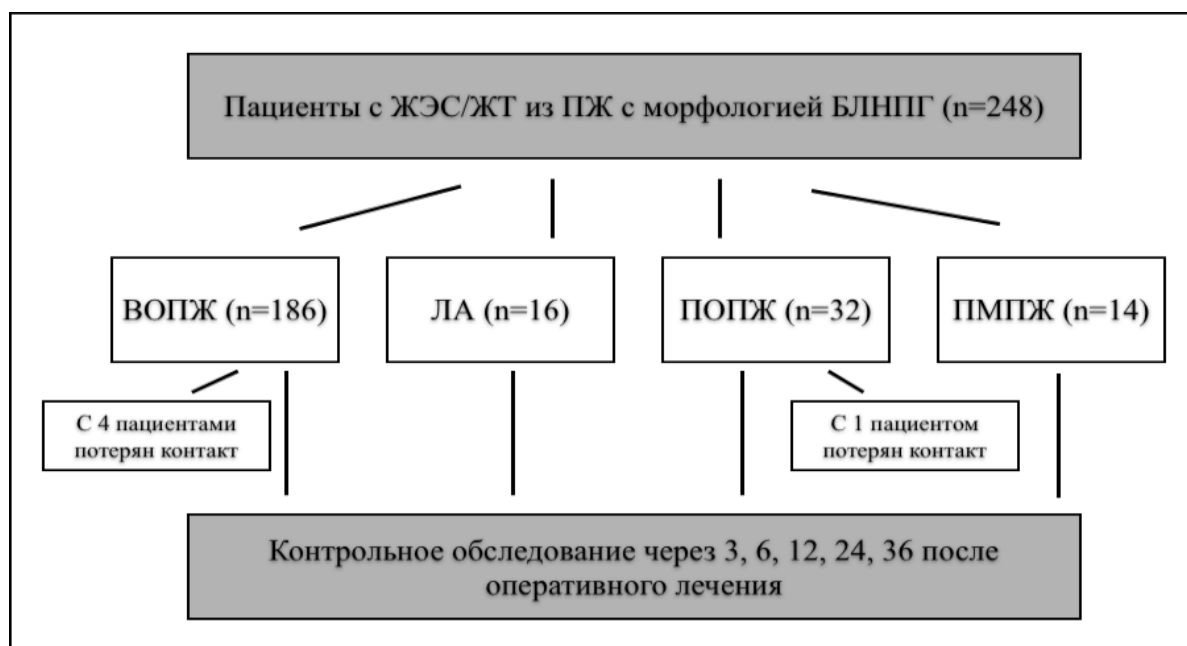 Пациенты с ЖЭС/ЖТ из ПЖ с морфологией БЛНПГ (n=248)
ВОПЖ (n=186)
ЛА (n=16)
ПОПЖ (n=32)
ПМПЖ (n=14)
С 4 пациентами
потерян контакт
С 1 пациентом
потерян контакт
Контрольное обследование через 3, 6, 12, 24, 36 после
оперативного лечения